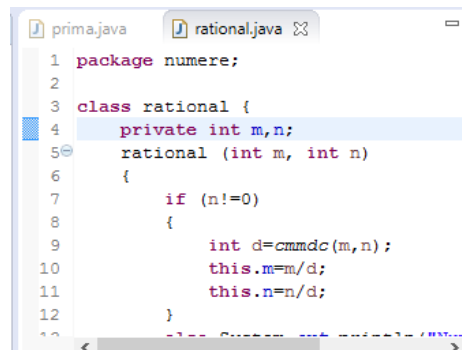 prima.java rational.java
1 package numere;
2
3 class rational {
4 private int m,n;
5 rational (int m, int n)
6 {
7 if (n!=0)
8 {
9 int d=cmmdc(m,n);
10 this.m=m/d;
11 this.n=n/d;
12 }